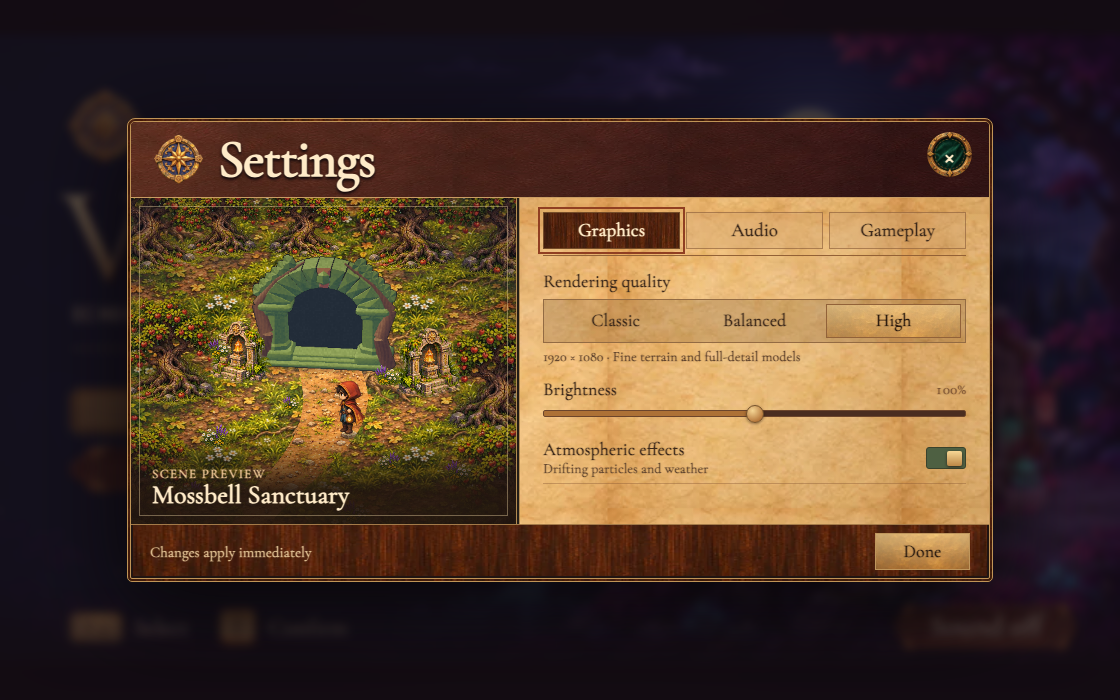 Settings
×
Graphics
Audio
Gameplay
Rendering quality
Classic
Balanced
High
1920 × 1080 · Fine terrain and full-detail models
Brightness
100%
Atmospheric effects
Drifting particles and weather
SCENE PREVIEW
Mossbell Sanctuary
Changes apply immediately
Done